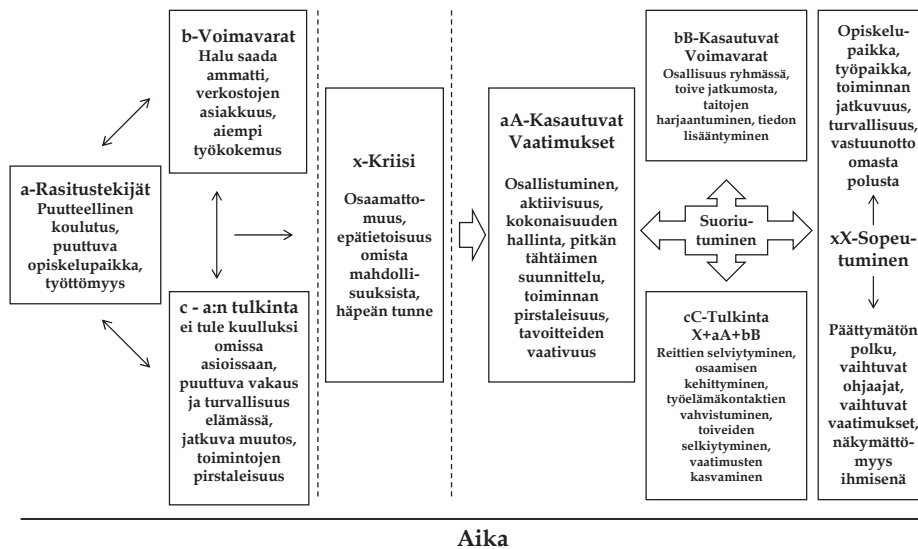 b-Voimavarat
Halu saada
ammatti,
verkostojen
asiakkuus,
aiempi
työkokemus
a-Rasitustekijät
Puutteellinen
koulutus,
puuttuva
opiskelupaikka,
työttömyys
c - a:n tulkinta
ei tule kuulluksi
omissa
asioissaan,
puuttuva vakaus
ja turvallisuus
elämässä,
jatkuva muutos,
toimintojen
pirstaleisuus
x-Kriisi
Osaamatto-
muus,
epätietoisuus
omista
mahdolli-
suuksista,
häpeän tunne
aA-Kasautuvat
Vaatimukset
Osallistuminen,
aktiivisuus,
kokonaisuuden
hallinta, pitkän
tähtäimen
suunnittelu,
toiminnan
pirstaleisuus,
tavoitteiden
vaativuus
bB-Kasautuvat
Voimavarat
Osallisuus ryhmässä,
toive jatkumosta,
taitojen
harjaantuminen, tiedon
lisääntyminen
Suoriu-
tuminen
cC-Tulkinta
X+aA+bB
Reittien selviytyminen,
osaamisen
kehittyminen,
työelämäkontaktien
vahvistuminen,
toiveiden
selkiytyminen,
vaatimusten
kasvaminen
Opiskelu-
paikka,
työpaikka,
toiminnan
jatkuvuus,
turvallisuus,
vastuunotto
omasta
polusta
xX-Sopeu-
tuminen
Päättymätön
polku,
vaihtuvat
ohjaajat,
vaihtuvat
vaatimukset,
näkymättö-
myys
ihmisenä
Aika